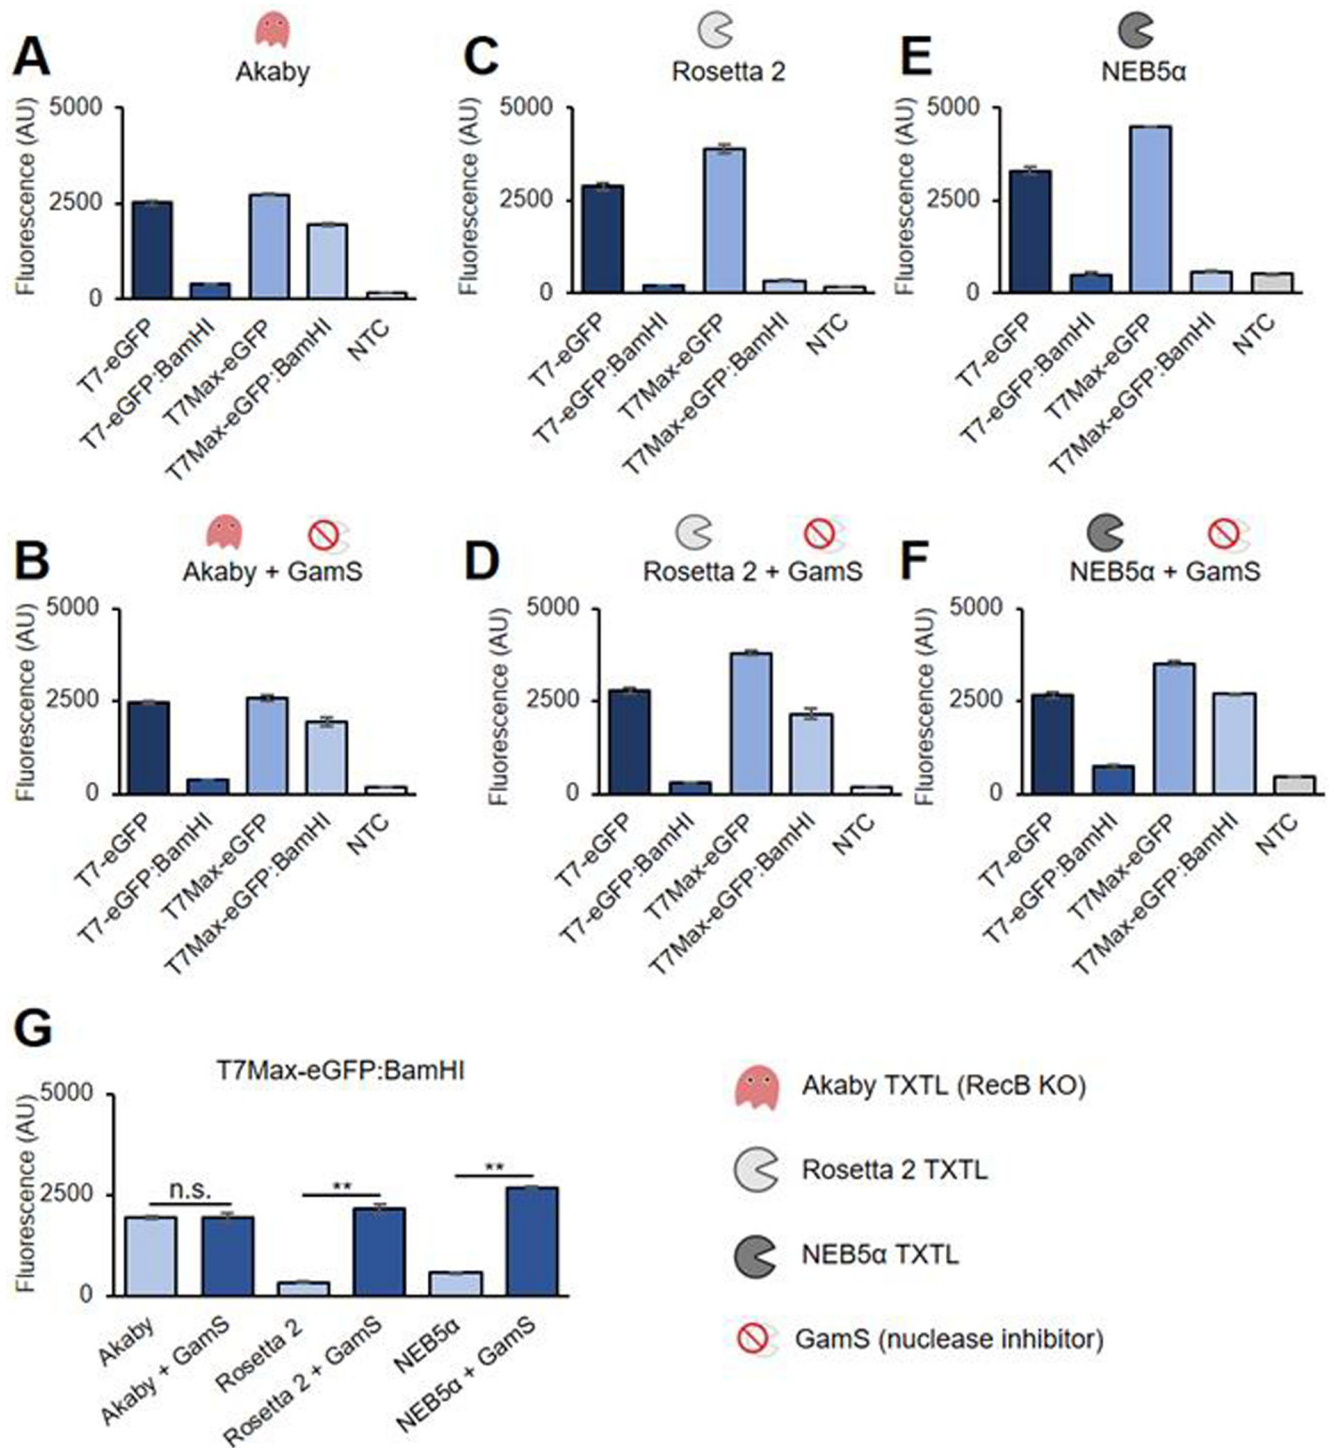 A
Akaby
Fluorescence (AU)
5000
2500
0
T7-eGFP
T7-eGFP:BamHI
T7Max-eGFP
T7Max-eGFP:BamHI
NTC
C
Rosetta 2
Fluorescence (AU)
5000
2500
0
T7-eGFP
T7-eGFP:BamHI
T7Max-eGFP
T7Max-eGFP:BamHI
NTC
E
NEB5α
Fluorescence (AU)
5000
2500
0
T7-eGFP
T7-eGFP:BamHI
T7Max-eGFP
T7Max-eGFP:BamHI
NTC
B
Akaby + GamS
Fluorescence (AU)
5000
2500
0
T7-eGFP
T7-eGFP:BamHI
T7Max-eGFP
T7Max-eGFP:BamHI
NTC
D
Rosetta 2 + GamS
Fluorescence (AU)
5000
2500
0
T7-eGFP
T7-eGFP:BamHI
T7Max-eGFP
T7Max-eGFP:BamHI
NTC
F
NEB5α + GamS
Fluorescence (AU)
5000
2500
0
T7-eGFP
T7-eGFP:BamHI
T7Max-eGFP
T7Max-eGFP:BamHI
NTC
G
T7Max-eGFP:BamHI
Fluorescence (AU)
5000
2500
0
n.s.
**
**
Akaby
Akaby + GamS
Rosetta 2
Rosetta 2 + GamS
NEB5α
NEB5α + GamS
Akaby TXTL (RecB KO)
Rosetta 2 TXTL
NEB5α TXTL
GamS (nuclease inhibitor)